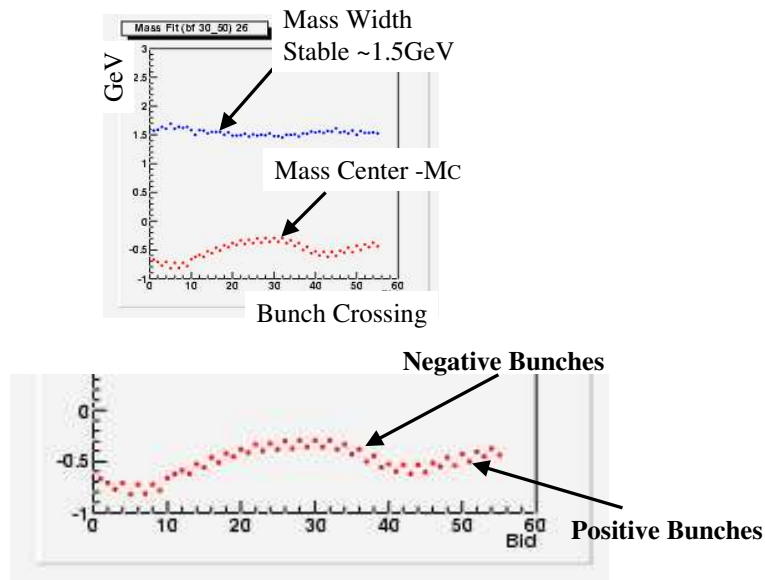 Mass Fit (bf 30_50) 26
Mass Width
Stable ~1.5GeV
GeV
3
2.5
2
1.5
1
0.5
0
-0.5
-1
Mass Center -MC
0 10 20 30 40 50 60
Bunch Crossing
Negative Bunches
0
-0.5
-1
0 10 20 30 40 50 60
Bid
Positive Bunches